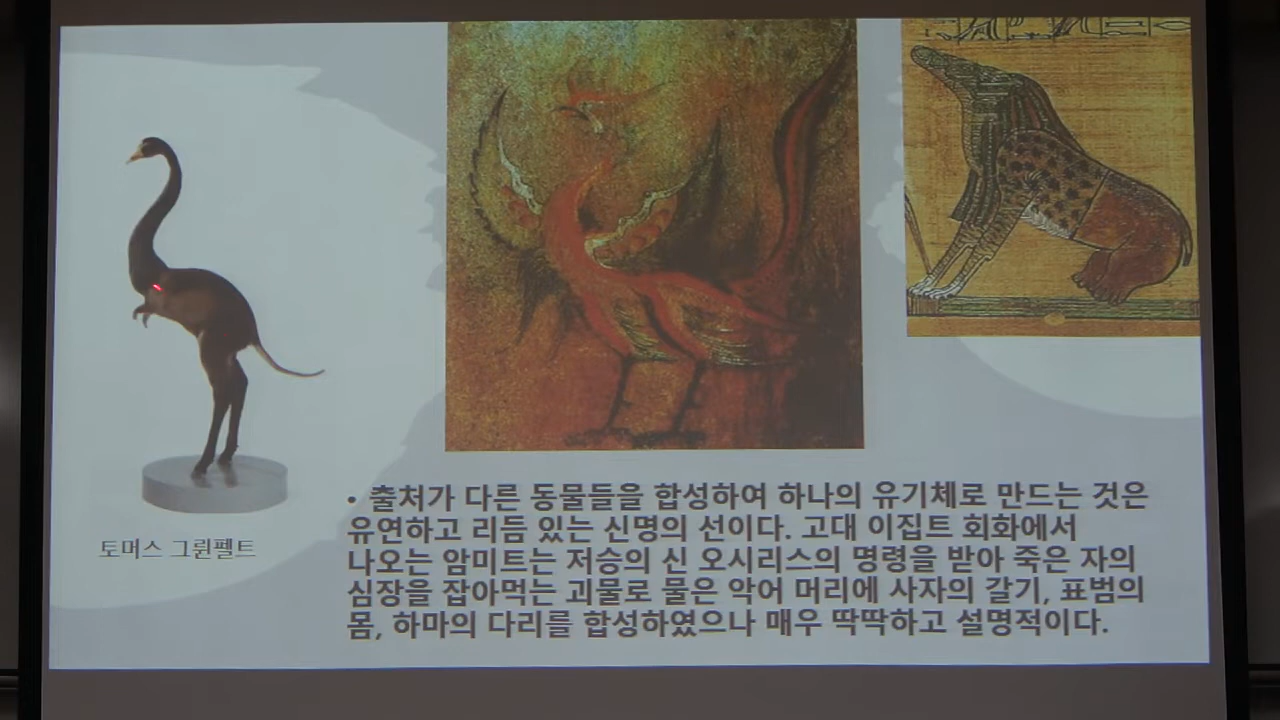 토머스 그륀펠트
• 출처가 다른 동물들을 합성하여 하나의 유기체로 만드는 것은
유연하고 리듬 있는 신명의 선이다. 고대 이집트 회화에서
나오는 암미트는 저승의 신 오시리스의 명령을 받아 죽은 자의
심장을 잡아먹는 괴물로 물은 악어 머리에 사자의 갈기, 표범의
몸, 하마의 다리를 합성하였으나 매우 딱딱하고 설명적이다.